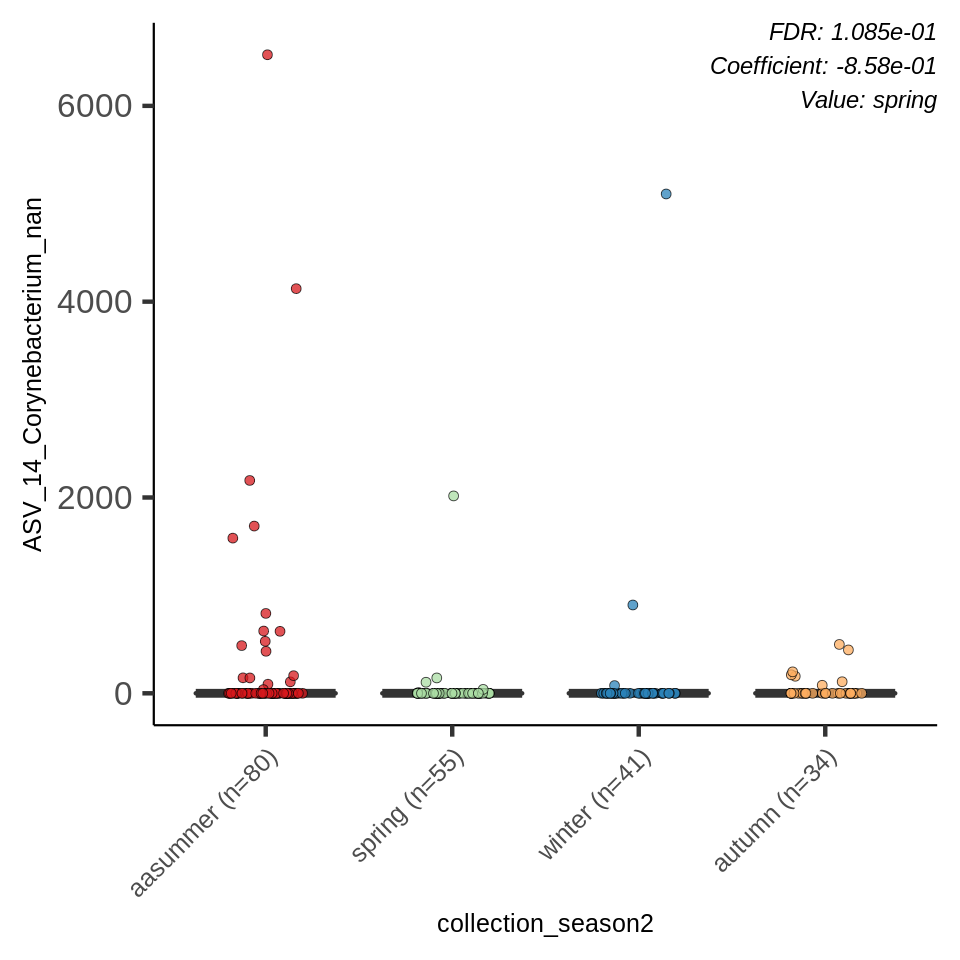 FDR: 1.085e-01
Coefficient: -8.58e-01
Value: spring
ASV_14_Corynebacterium_nan
6000
4000
2000
0
aasummer (n=80)
spring (n=55)
winter (n=41)
autumn (n=34)
collection_season2